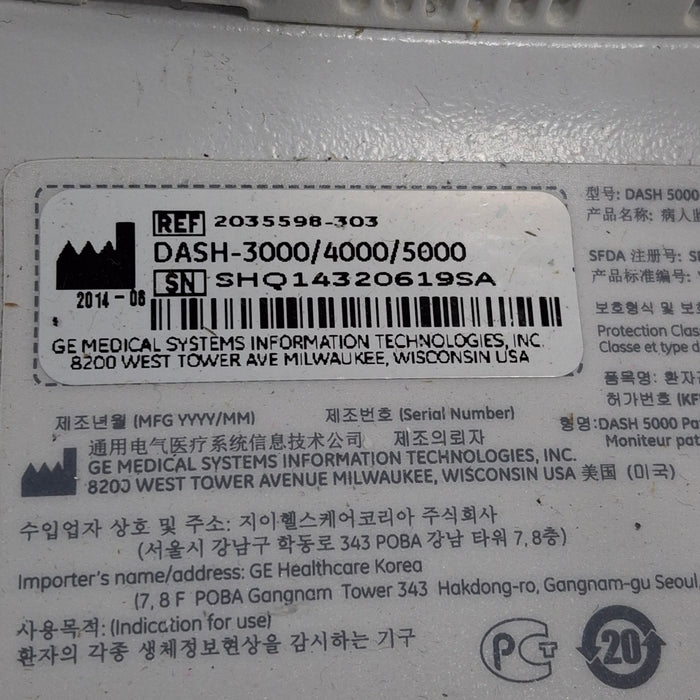 REF 2035598-303
DASH-3000/4000/5000
SN SHQ14320619SA
2014-06
GE MEDICAL SYSTEMS INFORMATION TECHNOLOGIES, INC.
8200 WEST TOWER AVE MILWAUKEE, WISCONSIN USA
型号: DASH 5000
产品名称: 病人
SFDA 注册号:
产品标准编号:
보호형식 및 보
Protection Clas
Classe et type d
품목명: 환자
허가번호 (KF
형명: DASH 5000 Pa
Moniteur pat
제조년월 (MFG YYYY/MM) 제조번호 (Serial Number)
通用电气医疗系统信息技术公司 제조의뢰자
GE MEDICAL SYSTEMS INFORMATION TECHNOLOGIES, INC.
8200 WEST TOWER AVENUE MILWAUKEE, WISCONSIN USA 美国 (미국)
수입업자 상호 및 주소: 지이헬스케어코리아 주식회사
(서울시 강남구 학동로 343 POBA 강남 타워 7, 8층)
Importer's name/address: GE Healthcare Korea
(7, 8 F POBA Gangnam Tower 343 Hakdong-ro, Gangnam-gu Seoul,
사용목적: (Indication for use)
환자의 각종 생체정보현상을 감시하는 기구
20